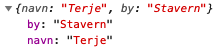 ▼{navn: "Terje", by: "Stavern"}
by: "Stavern"
navn: "Terje"